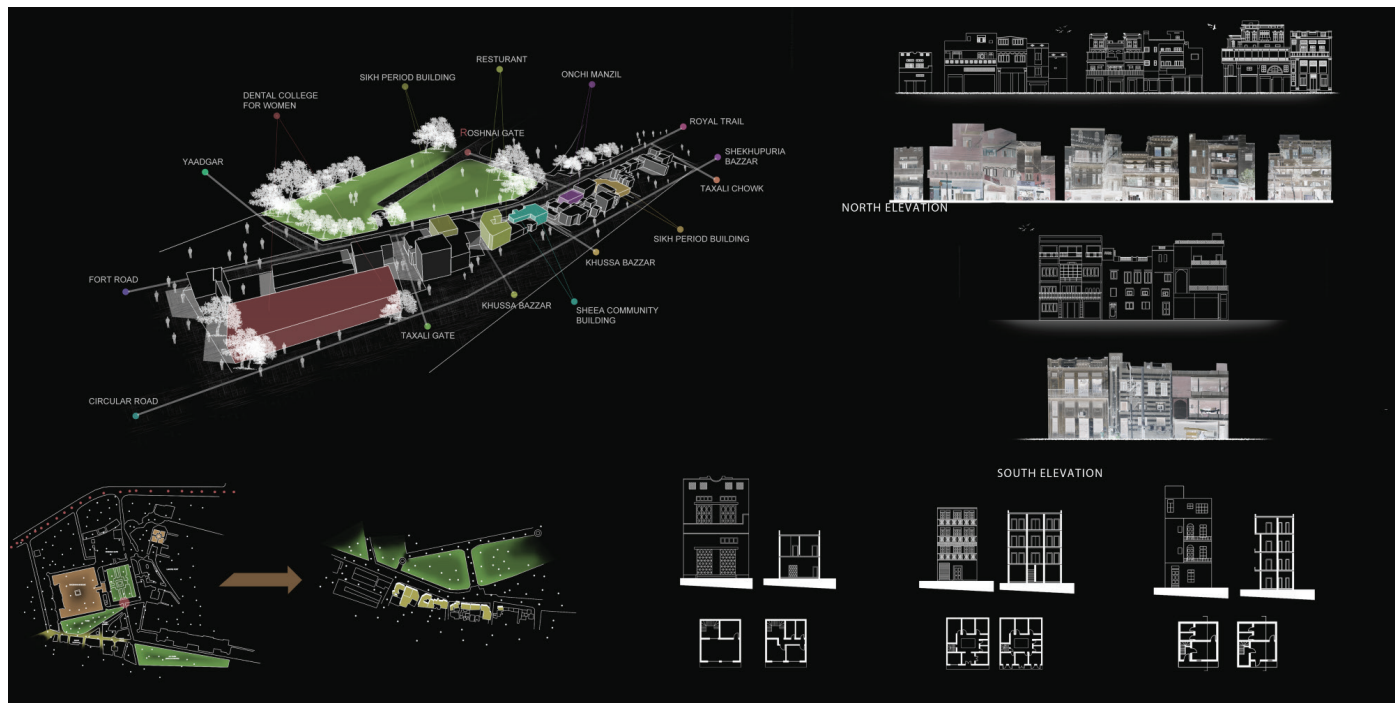 RESTURANT
SIKH PERIOD BUILDING
ONCHI MANZIL
DENTAL COLLEGE
FOR WOMEN
ROSHNAI GATE
ROYAL TRAIL
YAADGAR
SHEKHUPURIA
BAZZAR
TAXALI CHOWK
SIKH PERIOD BUILDING
KHUSSA BAZZAR
FORT ROAD
KHUSSA BAZZAR
SHEEA COMMUNITY
BUILDING
TAXALI GATE
CIRCULAR ROAD
NORTH ELEVATION
SOUTH ELEVATION